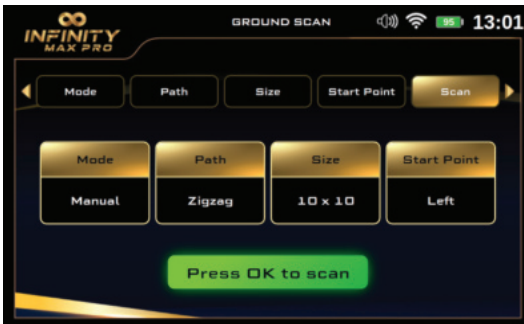 INFINITY
MAX PRO
GROUND SCAN
95
13:01
Mode
Path
Size
Start Point
Scan
Mode
Path
Size
Start Point
Manual
Zigzag
10 x 10
Left
Press OK to scan